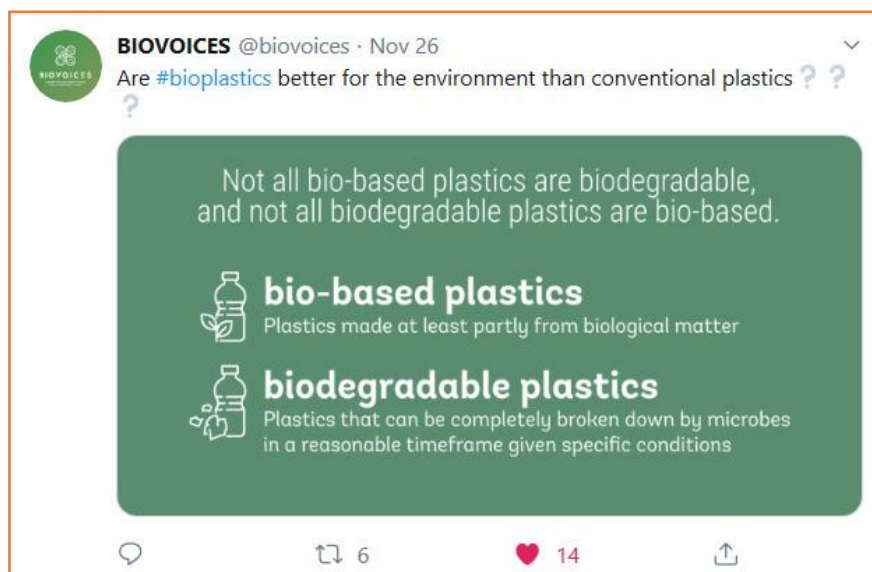 BIOVOICES @biovoices · Nov 26
Are #bioplastics better for the environment than conventional plastics❔❔
❔
BIOVOICES
Not all bio-based plastics are biodegradable,
and not all biodegradable plastics are bio-based.
bio-based plastics
Plastics made at least partly from biological matter
biodegradable plastics
Plastics that can be completely broken down by microbes
in a reasonable timeframe given specific conditions
6
14